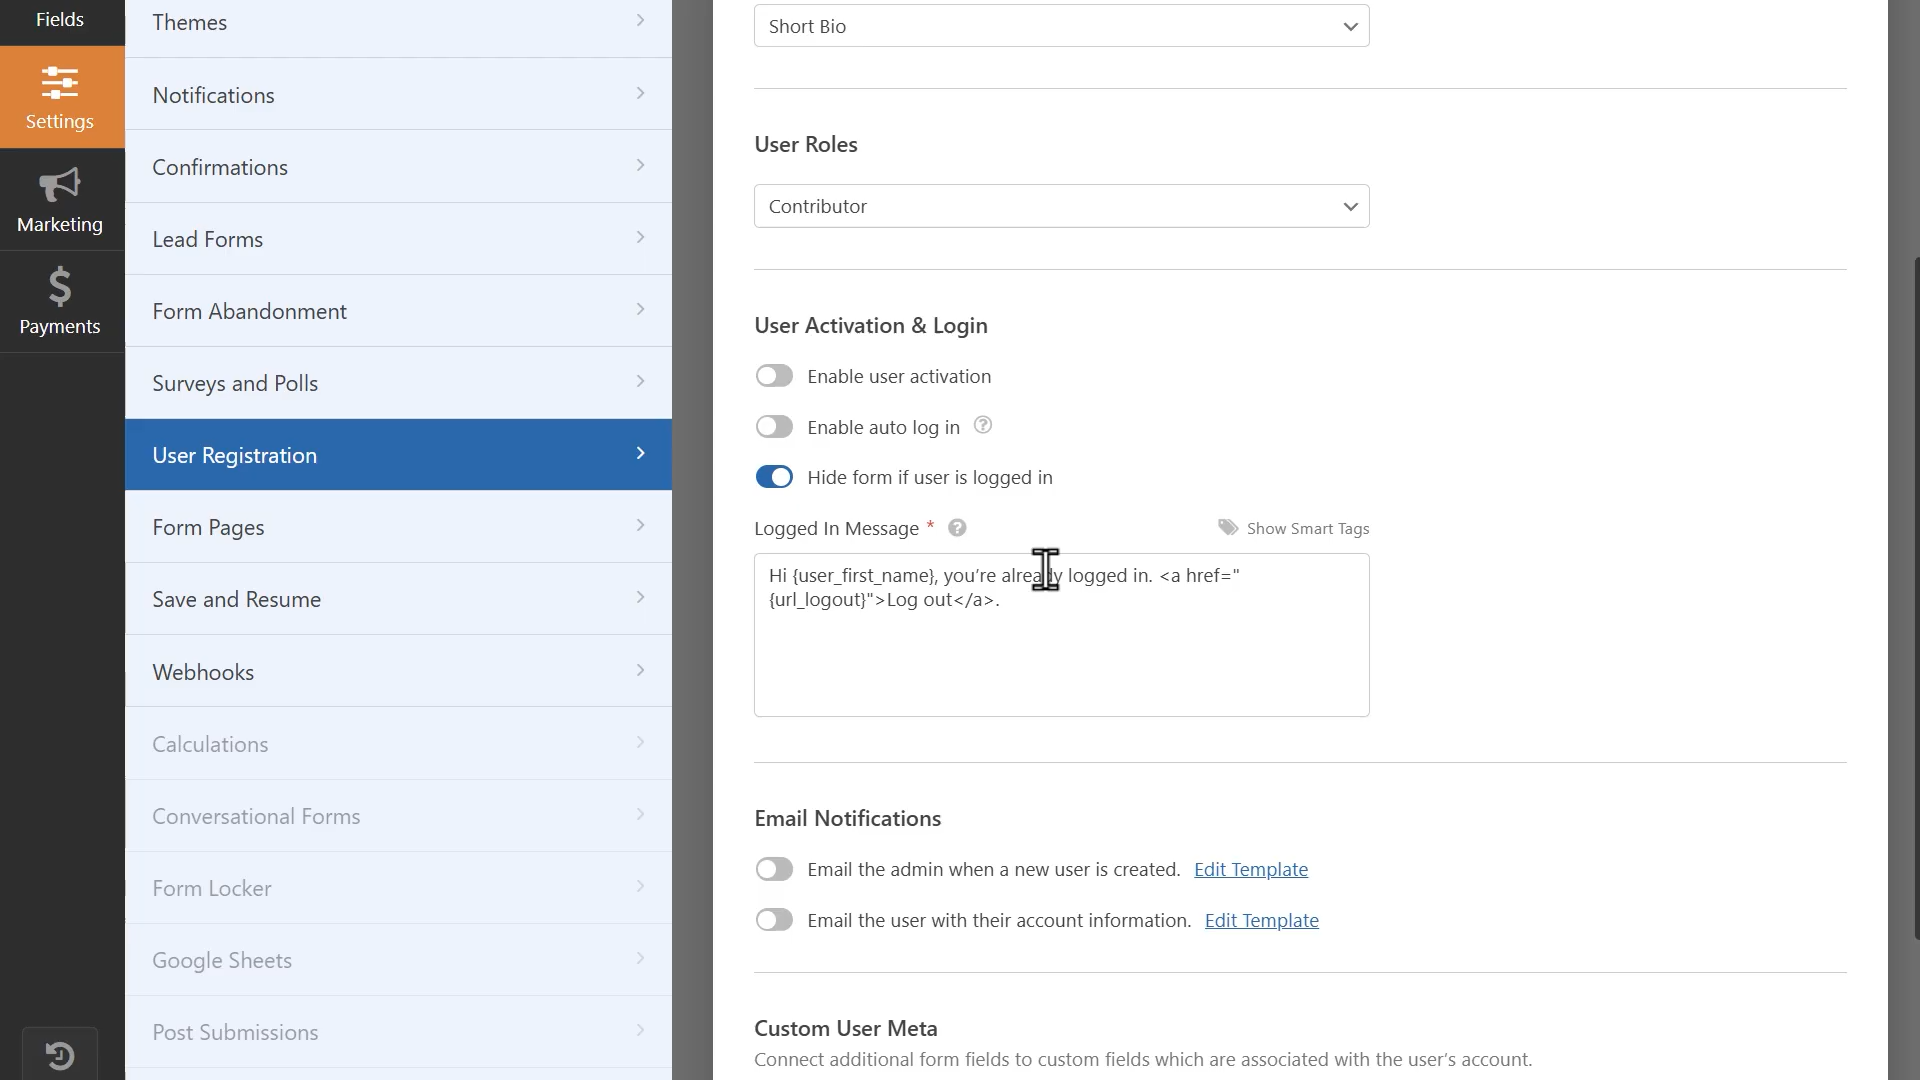 Fields
Settings
Marketing
Payments
Themes
Notifications
Confirmations
Lead Forms
Form Abandonment
Surveys and Polls
User Registration
Form Pages
Save and Resume
Webhooks
Calculations
Conversational Forms
Form Locker
Google Sheets
Post Submissions
Short Bio
User Roles
Contributor
User Activation & Login
Enable user activation
Enable auto log in ?
Hide form if user is logged in
Logged In Message * ?
Show Smart Tags
Hi {user_first_name}, you're already logged in. <a href="
{url_logout}">Log out</a>.
Email Notifications
Email the admin when a new user is created. Edit Template
Email the user with their account information. Edit Template
Custom User Meta
Connect additional form fields to custom fields which are associated with the user's account.